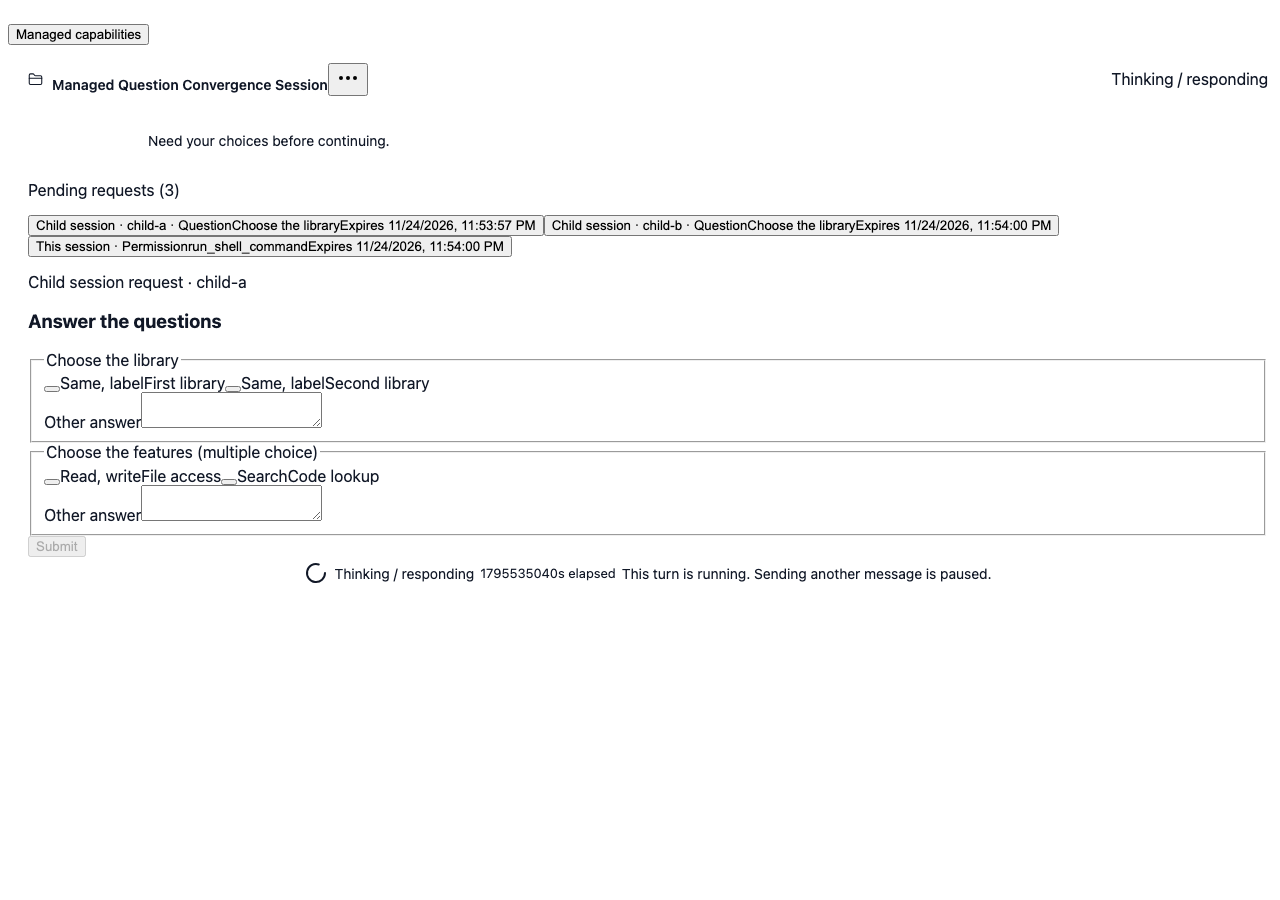 Managed capabilities
Managed Question Convergence Session
Thinking / responding
Need your choices before continuing.
Pending requests (3)
Child session · child-a · QuestionChoose the libraryExpires 11/24/2026, 11:53:57 PM
Child session · child-b · QuestionChoose the libraryExpires 11/24/2026, 11:54:00 PM
This session · Permissionrun_shell_commandExpires 11/24/2026, 11:54:00 PM
Child session request · child-a
Answer the questions
Choose the library
Same, labelFirst library Same, labelSecond library
Other answer
Choose the features (multiple choice)
Read, writeFile access SearchCode lookup
Other answer
Submit
Thinking / responding 1795535040s elapsed This turn is running. Sending another message is paused.